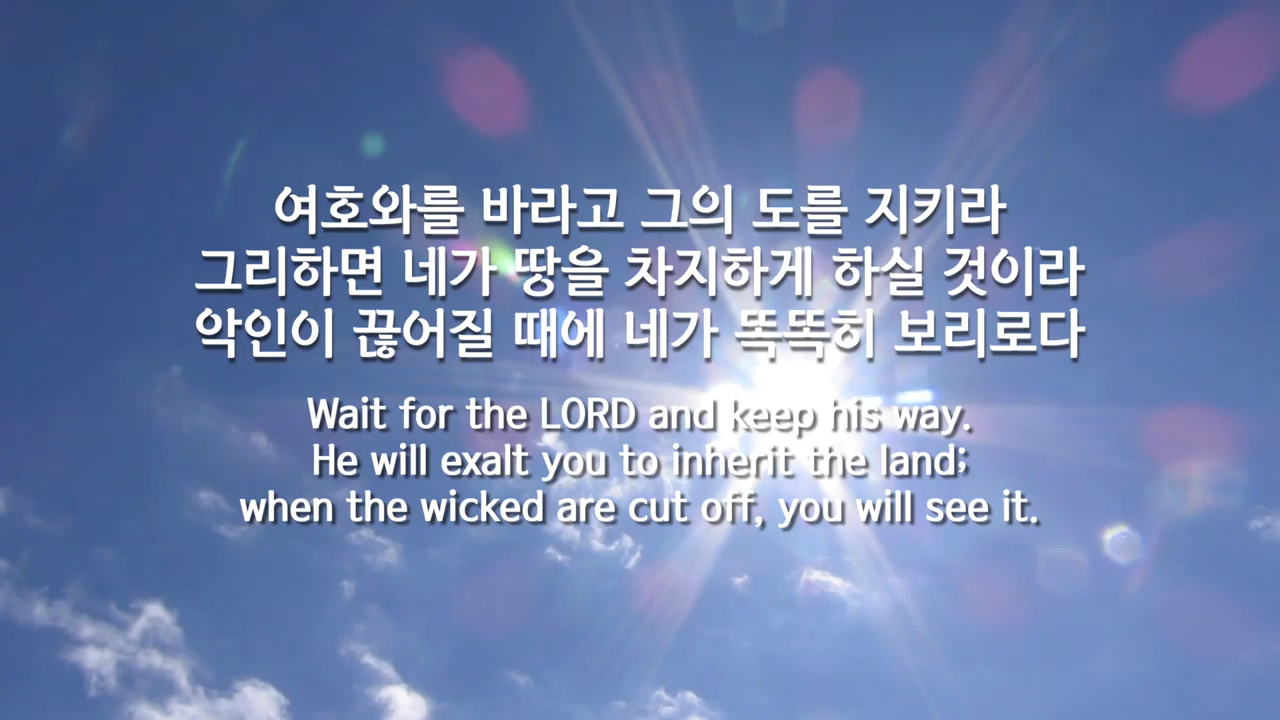 여호와를 바라고 그의 도를 지키라
그리하면 네가 땅을 차지하게 하실 것이라
악인이 끊어질 때에 네가 똑똑히 보리로다
Wait for the LORD and keep his way.
He will exalt you to inherit the land;
when the wicked are cut off, you will see it.